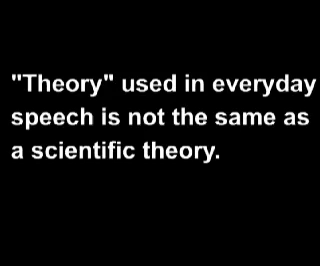 "Theory" used in everyday
speech is not the same as
a scientific theory.